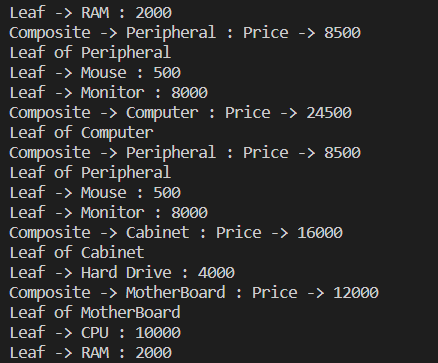 Leaf -> RAM : 2000
Composite -> Peripheral : Price -> 8500
Leaf of Peripheral
Leaf -> Mouse : 500
Leaf -> Monitor : 8000
Composite -> Computer : Price -> 24500
Leaf of Computer
Composite -> Peripheral : Price -> 8500
Leaf of Peripheral
Leaf -> Mouse : 500
Leaf -> Monitor : 8000
Composite -> Cabinet : Price -> 16000
Leaf of Cabinet
Leaf -> Hard Drive : 4000
Composite -> MotherBoard : Price -> 12000
Leaf of MotherBoard
Leaf -> CPU : 10000
Leaf -> RAM : 2000